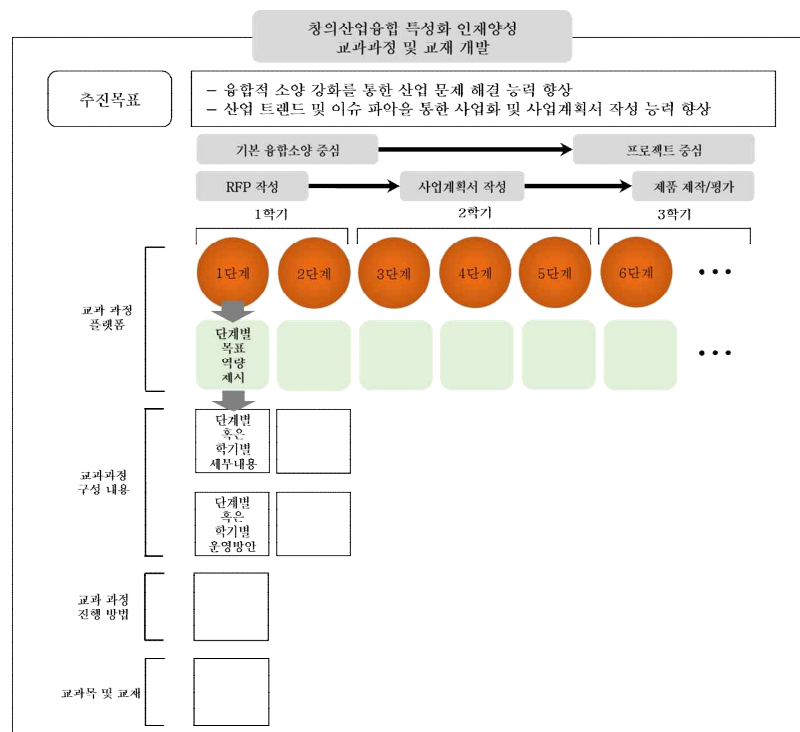 창의산업융합 특성화 인재양성
교과과정 및 교재 개발
추진목표
– 융합적 소양 강화를 통한 산업 문제 해결 능력 향상
– 산업 트렌드 및 이슈 파악을 통한 사업화 및 사업계획서 작성 능력 향상
기본 융합소양 중심
프로젝트 중심
RFP 작성
사업계획서 작성
제품 제작/평가
1학기
2학기
3학기
교과 과정
플랫폼
1단계
2단계
3단계
4단계
5단계
6단계
• • •
단계별
목표
역량
제시
• • •
교과과정
구성 내용
단계별
혹은
학기별
세부내용
단계별
혹은
학기별
운영방안
교과 과정
진행 방법
교과목 및 교재